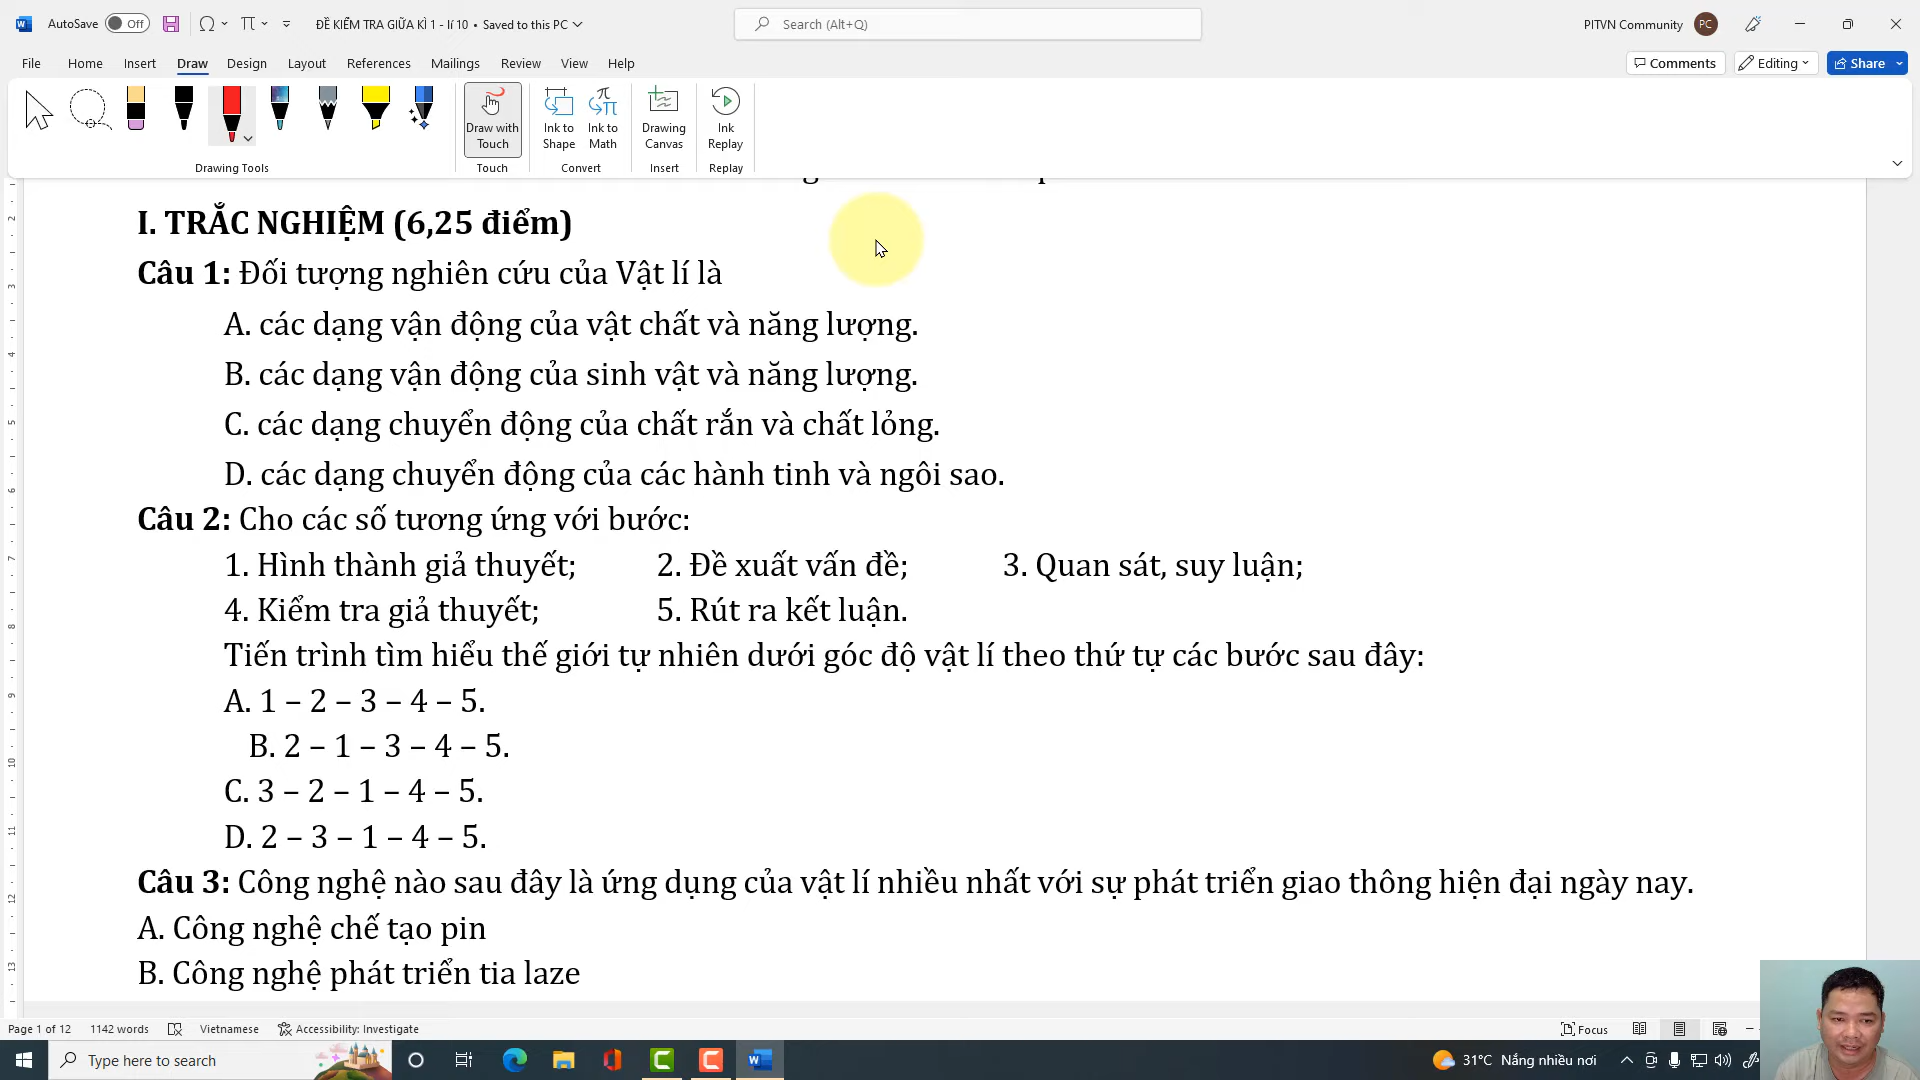 AutoSave Off ĐỀ KIỂM TRA GIỮA KÌ 1 - lí 10 • Saved to this PC Search (Alt+Q) PITVN Community PC
File Home Insert Draw Design Layout References Mailings Review View Help Comments Editing Share
Draw with Touch Ink to Shape Ink to Math Drawing Canvas Ink Replay
Drawing Tools Touch Convert Insert Replay
I. TRẮC NGHIỆM (6,25 điểm)
Câu 1: Đối tượng nghiên cứu của Vật lí là
A. các dạng vận động của vật chất và năng lượng.
B. các dạng vận động của sinh vật và năng lượng.
C. các dạng chuyển động của chất rắn và chất lỏng.
D. các dạng chuyển động của các hành tinh và ngôi sao.
Câu 2: Cho các số tương ứng với bước:
1. Hình thành giả thuyết; 2. Đề xuất vấn đề; 3. Quan sát, suy luận;
4. Kiểm tra giả thuyết; 5. Rút ra kết luận.
Tiến trình tìm hiểu thế giới tự nhiên dưới góc độ vật lí theo thứ tự các bước sau đây:
A. 1 – 2 – 3 – 4 – 5.
B. 2 – 1 – 3 – 4 – 5.
C. 3 – 2 – 1 – 4 – 5.
D. 2 – 3 – 1 – 4 – 5.
Câu 3: Công nghệ nào sau đây là ứng dụng của vật lí nhiều nhất với sự phát triển giao thông hiện đại ngày nay.
A. Công nghệ chế tạo pin
B. Công nghệ phát triển tia laze
Page 1 of 12 1142 words Vietnamese Accessibility: Investigate Focus
Type here to search 31°C Nắng nhiều nơi